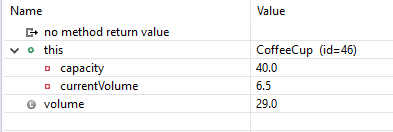 Name Value
no method return value
this CoffeeCup (id=46)
capacity 40.0
currentVolume 6.5
volume 29.0